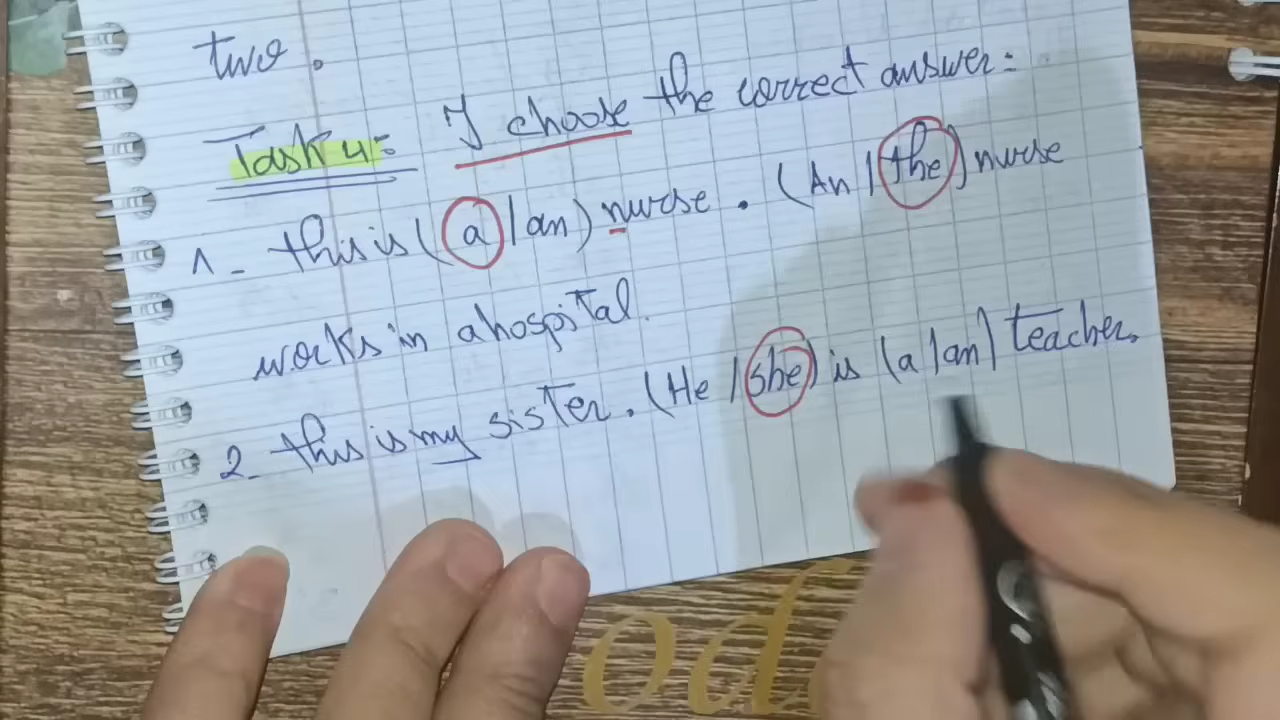 two.
Task 4: I choose the correct answer:
1- this is (a/an) nurse. (An/the) nurse
works in a hospital.
2- this is my sister. (He/she) is (a/an) teacher.
od